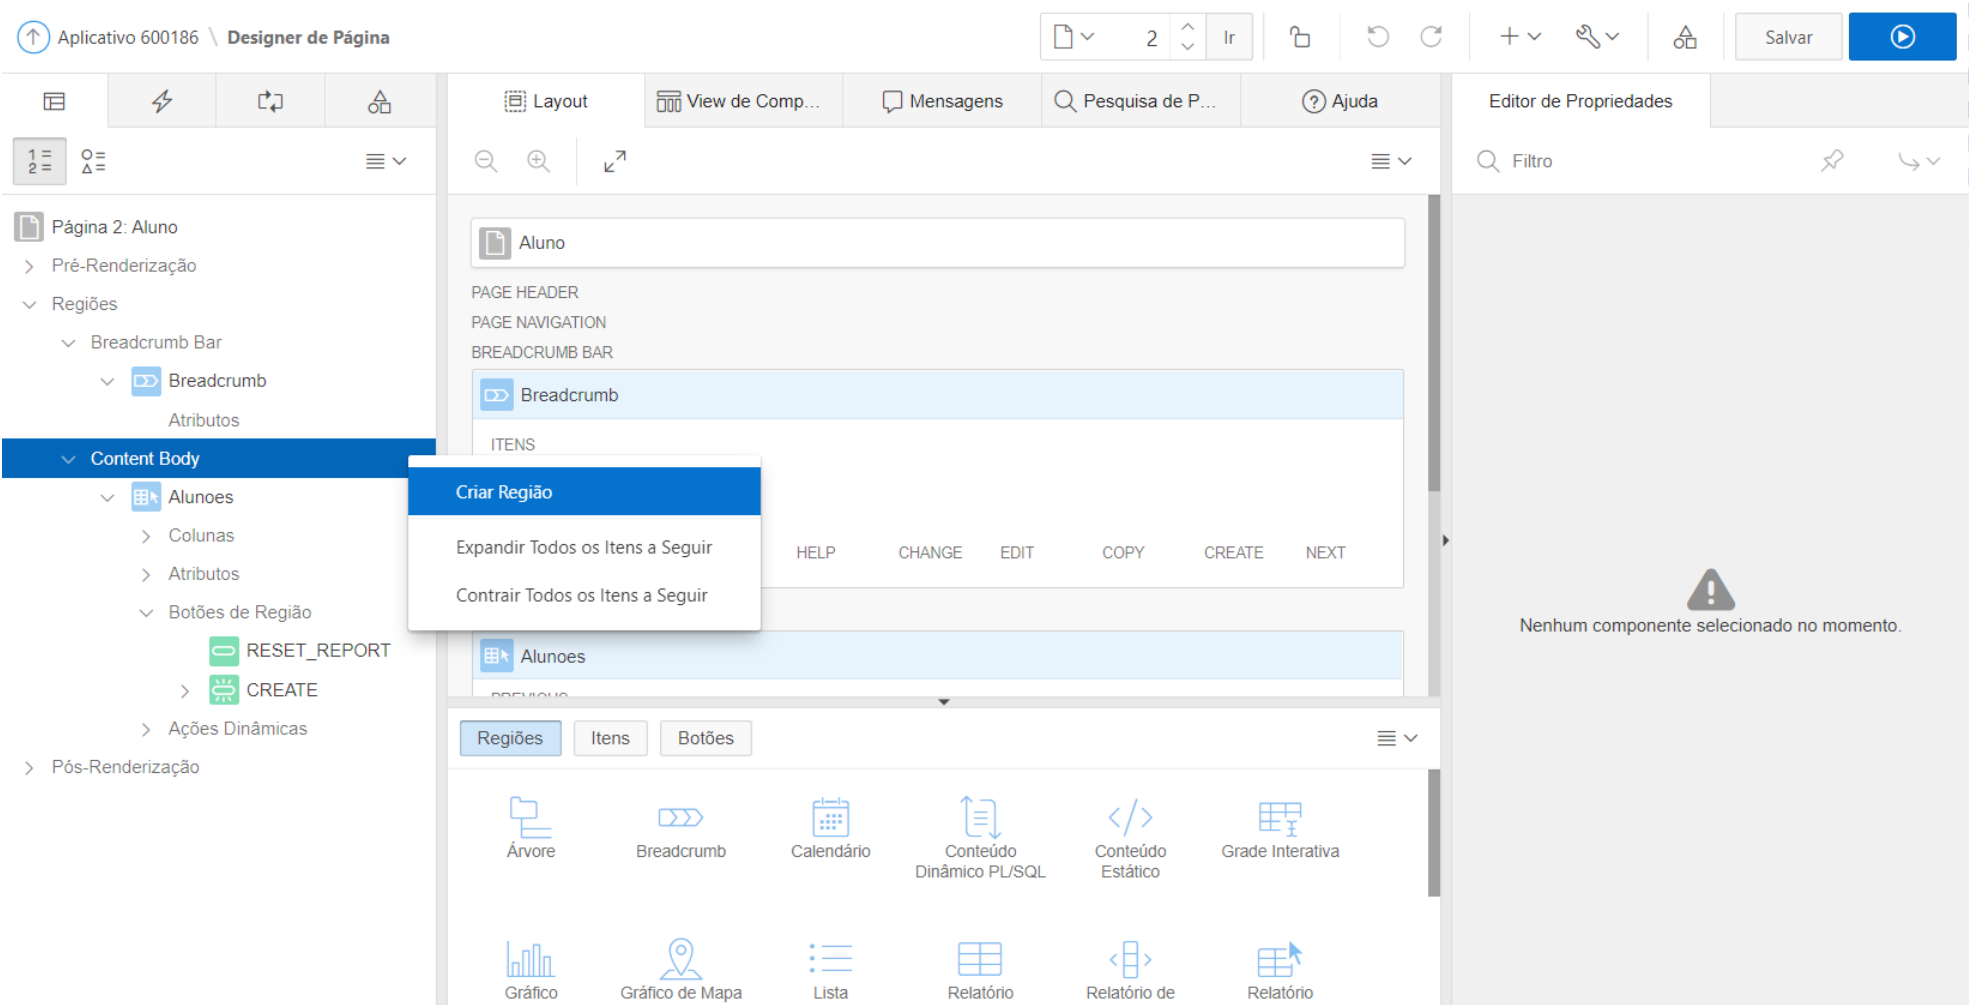 Aplicativo 600186 \ Designer de Página
2
Ir
Salvar
Layout
View de Comp...
Mensagens
Pesquisa de P...
Ajuda
Editor de Propriedades
Filtro
Página 2: Aluno
Pré-Renderização
Regiões
Breadcrumb Bar
Breadcrumb
Atributos
Content Body
Alunoes
Colunas
Atributos
Botões de Região
RESET_REPORT
CREATE
Ações Dinâmicas
Pós-Renderização
Criar Região
Expandir Todos os Itens a Seguir
Contrair Todos os Itens a Seguir
Aluno
PAGE HEADER
PAGE NAVIGATION
BREADCRUMB BAR
Breadcrumb
ITENS
HELP
CHANGE
EDIT
COPY
CREATE
NEXT
Alunoes
PREVIOUS
Regiões
Itens
Botões
Árvore
Breadcrumb
Calendário
Conteúdo
Dinâmico PL/SQL
Conteúdo
Estático
Grade Interativa
Gráfico
Gráfico de Mapa
Lista
Relatório
Relatório de
Relatório
Nenhum componente selecionado no momento.